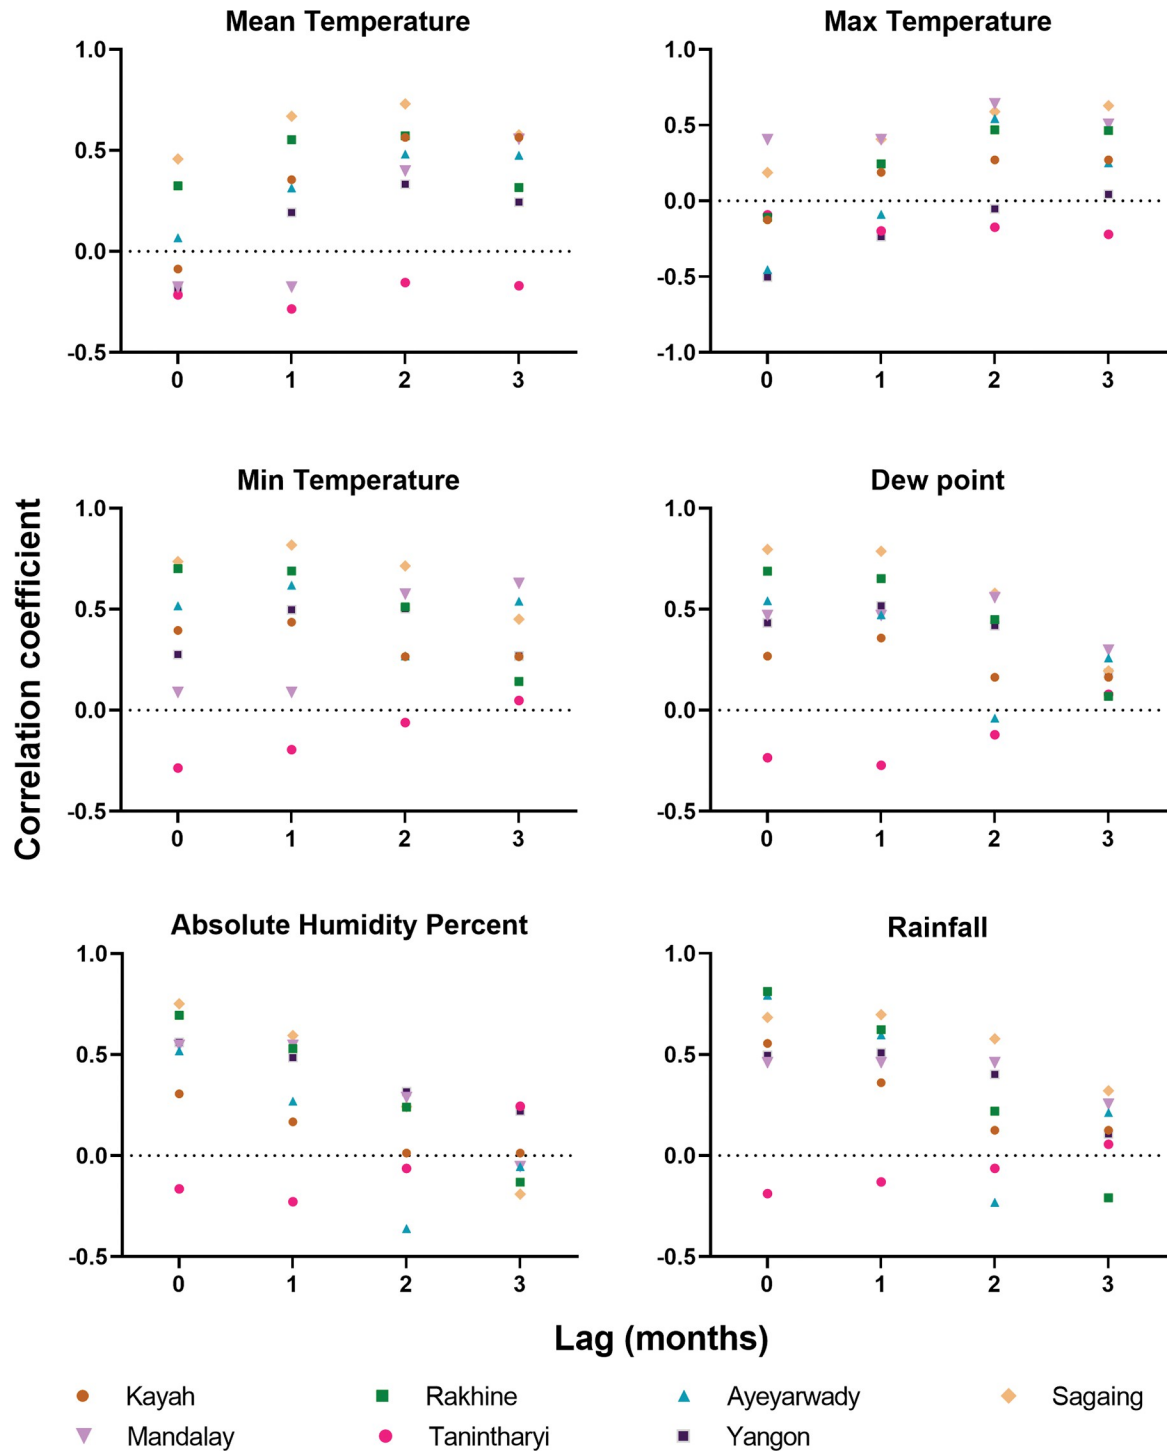 Mean Temperature
1.0
0.5
0.0
-0.5
0 1 2 3
Max Temperature
1.0
0.5
0.0
-0.5
-1.0
0 1 2 3
Correlation coefficient
Min Temperature
1.0
0.5
0.0
-0.5
0 1 2 3
Dew point
1.0
0.5
0.0
-0.5
0 1 2 3
Absolute Humidity Percent
1.0
0.5
0.0
-0.5
0 1 2 3
Rainfall
1.0
0.5
0.0
-0.5
0 1 2 3
Lag (months)
Kayah Rakhine Ayeyarwady Sagaing
Mandalay Tanintharyi Yangon